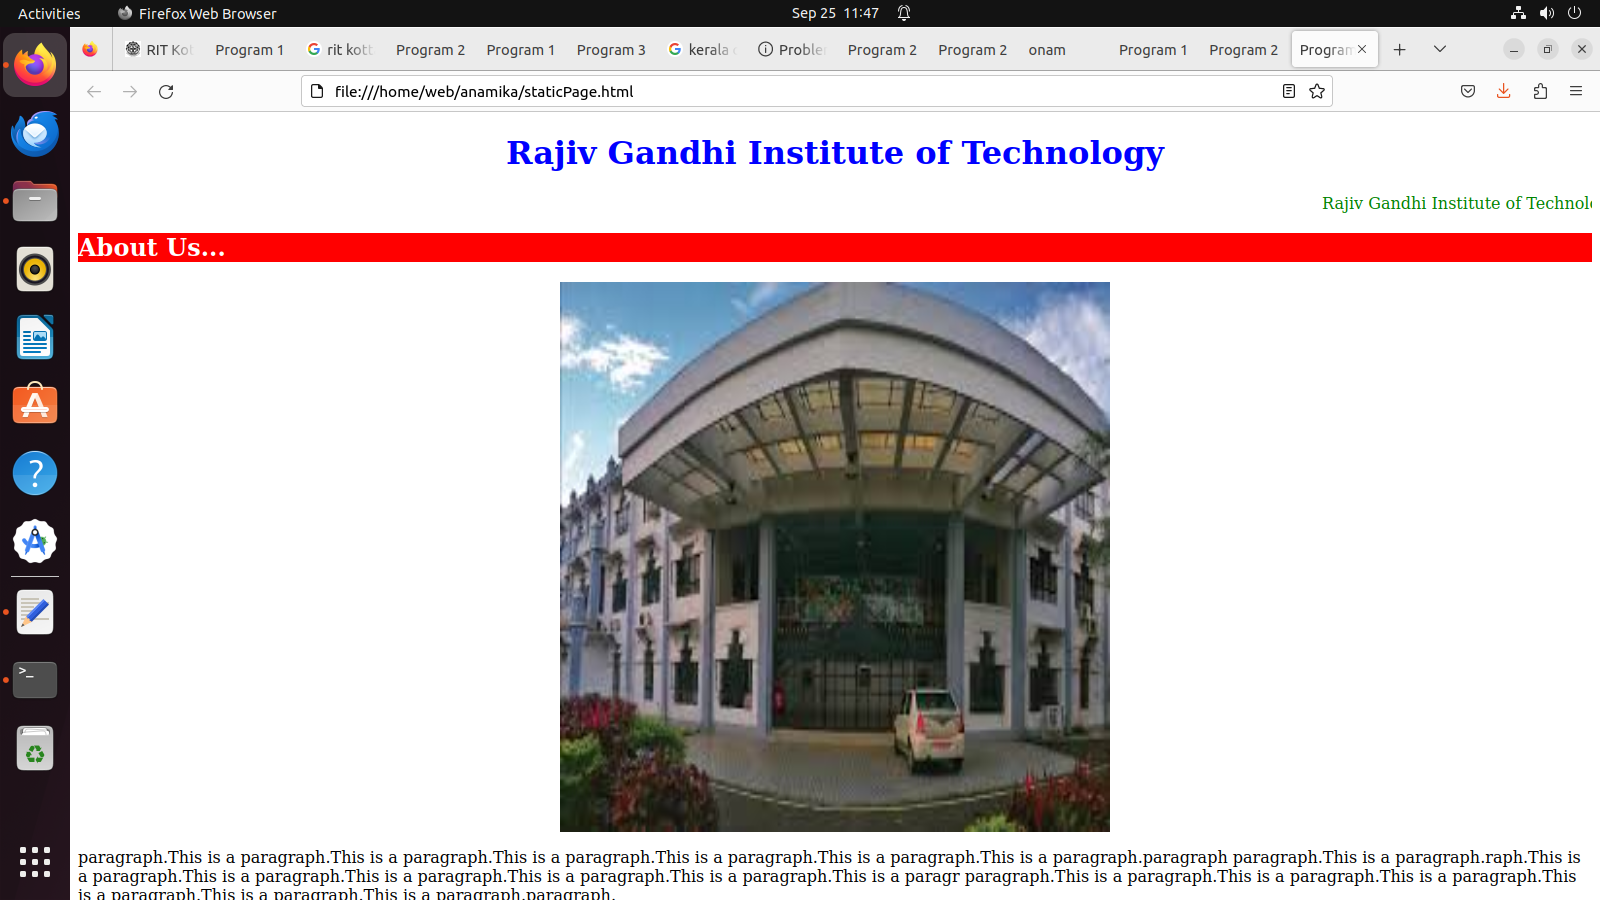 Activities Firefox Web Browser Sep 25 11:47
RIT Kot Program 1 rit kott Program 2 Program 1 Program 3 kerala Problem Program 2 Program 2 onam Program 1 Program 2 Program
file:///home/web/anamika/staticPage.html
Rajiv Gandhi Institute of Technology
Rajiv Gandhi Institute of Technolo
About Us...
paragraph.This is a paragraph.This is a paragraph.This is a paragraph.This is a paragraph.This is a paragraph.This is a paragraph.paragraph paragraph.This is a paragraph.raph.This is
a paragraph.This is a paragraph.This is a paragraph.This is a paragraph.This is a paragraph.This is a paragr paragraph.This is a paragraph.This is a paragraph.This is a paragraph.This
is a paragraph.This is a paragraph.This is a paragraph.paragraph.